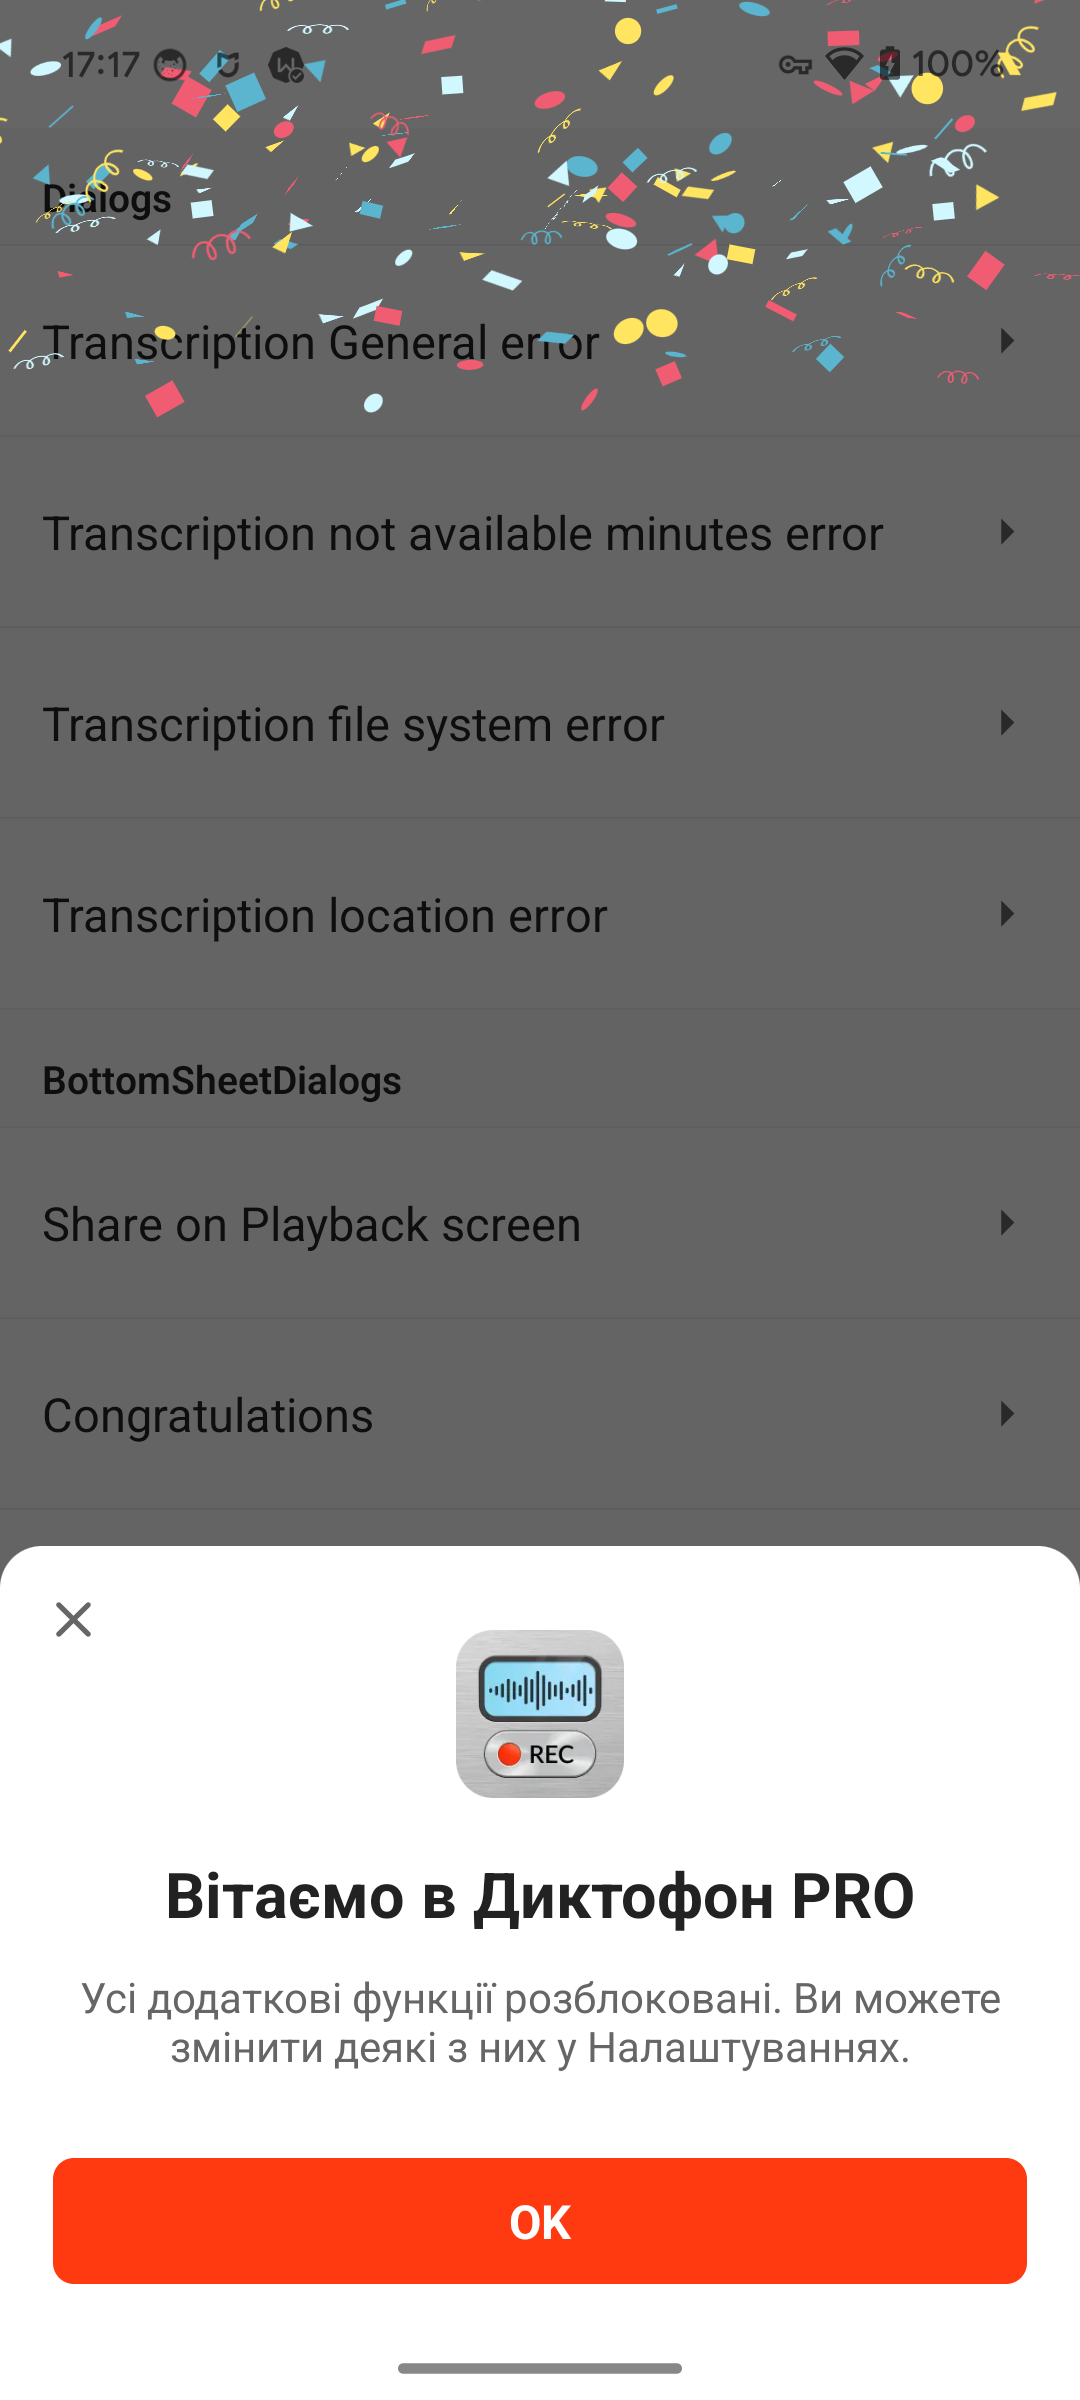 17:17
100%
Dialogs
Transcription General error
Transcription not available minutes error
Transcription file system error
Transcription location error
BottomSheetDialogs
Share on Playback screen
Congratulations
REC
Вітаємо в Диктофон PRO
Усі додаткові функції розблоковані. Ви можете
змінити деякі з них у Налаштуваннях.
OK